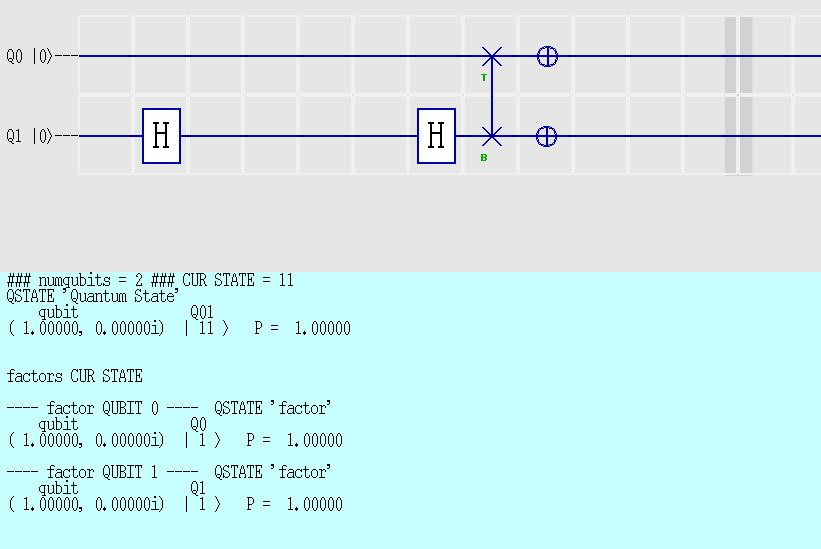 Q0 |0⟩---
T
Q1 |0⟩--- H H
B
### numqubits = 2 ### CUR STATE = 11
QSTATE 'Quantum State'
qubit Q01
( 1.00000, 0.00000i) | 11 ⟩ P = 1.00000
factors CUR STATE
---- factor QUBIT 0 ---- QSTATE 'factor'
qubit Q0
( 1.00000, 0.00000i) | 1 ⟩ P = 1.00000
---- factor QUBIT 1 ---- QSTATE 'factor'
qubit Q1
( 1.00000, 0.00000i) | 1 ⟩ P = 1.00000